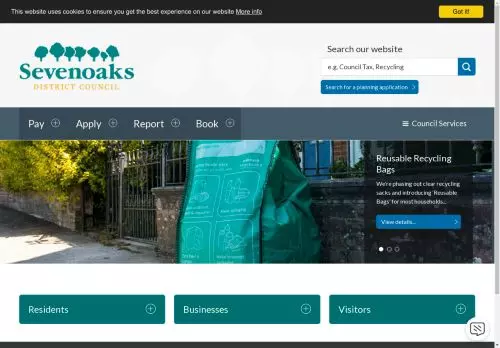 This website uses cookies to ensure you get the best experience on our website More info
Got it!
Sevenoaks
DISTRICT COUNCIL
Search our website
e.g. Council Tax, Recycling
Search for a planning application
Pay
Apply
Report
Book
Council Services
Reusable Recycling
Bags
We're phasing out clear recycling
sacks and introducing 'Reusable
Bags' for most households...
View details...
Residents
Businesses
Visitors